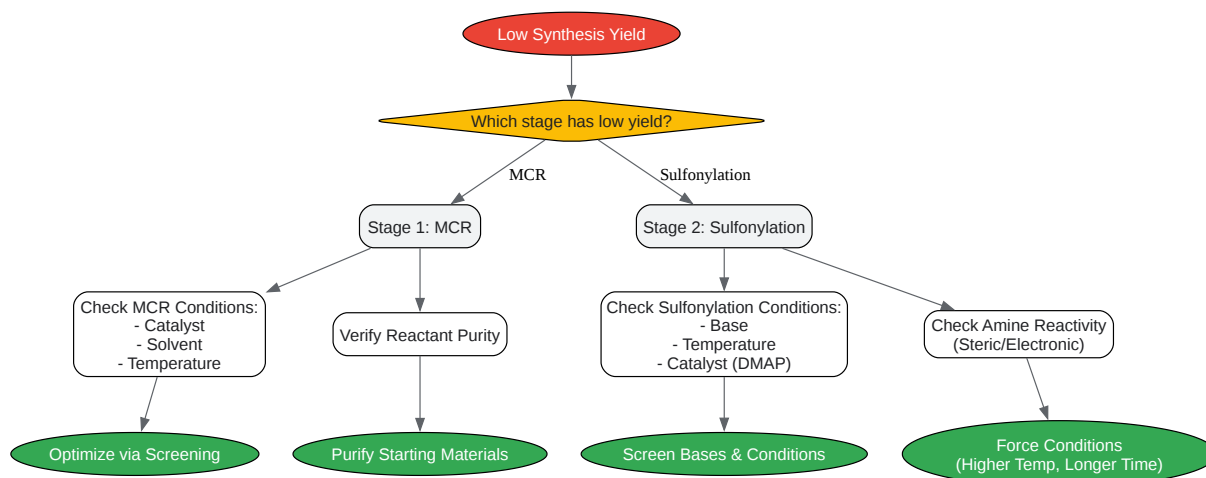 Low Synthesis Yield
Which stage has low yield?
MCR
Sulfonylation
Stage 1: MCR
Stage 2: Sulfonylation
Check MCR Conditions:
- Catalyst
- Solvent
- Temperature
Verify Reactant Purity
Check Sulfonylation Conditions:
- Base
- Temperature
- Catalyst (DMAP)
Check Amine Reactivity
(Steric/Electronic)
Optimize via Screening
Purify Starting Materials
Screen Bases & Conditions
Force Conditions
(Higher Temp, Longer Time)